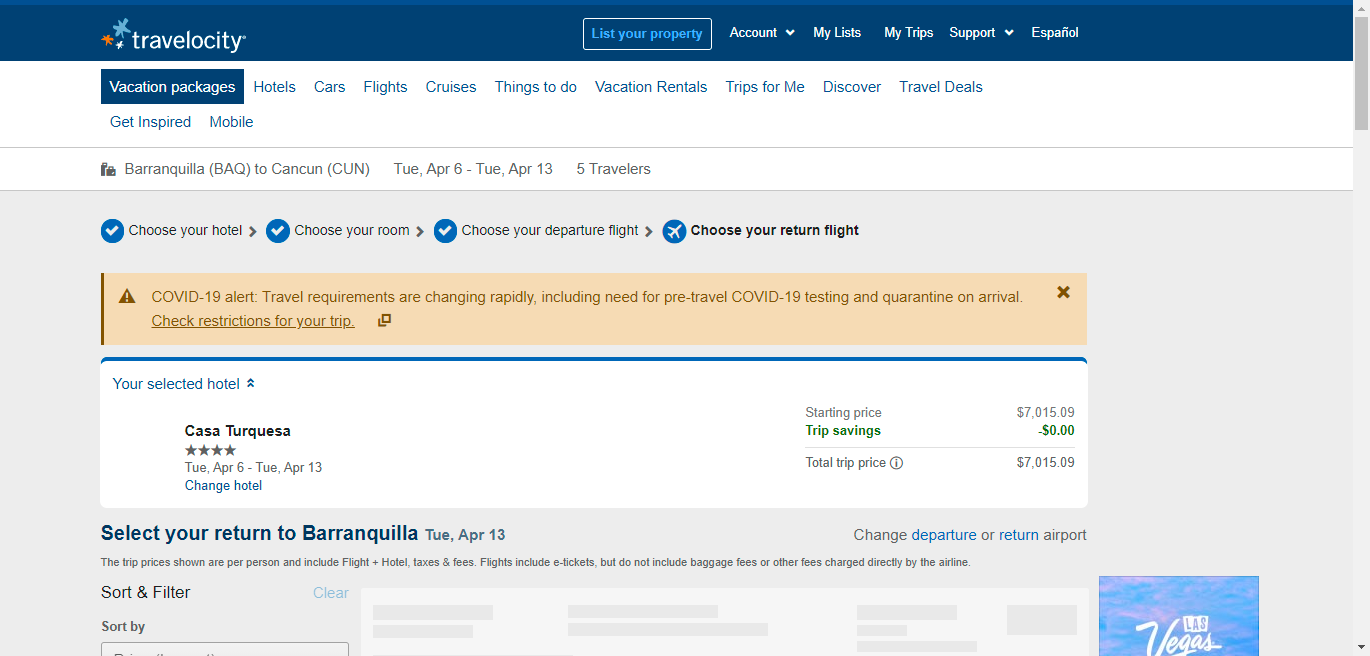 travelocity
List your property
Account
My Lists
My Trips
Support
Español
Vacation packages
Hotels
Cars
Flights
Cruises
Things to do
Vacation Rentals
Trips for Me
Discover
Travel Deals
Get Inspired
Mobile
Barranquilla (BAQ) to Cancun (CUN)
Tue, Apr 6 - Tue, Apr 13
5 Travelers
Choose your hotel
Choose your room
Choose your departure flight
Choose your return flight
COVID-19 alert: Travel requirements are changing rapidly, including need for pre-travel COVID-19 testing and quarantine on arrival.
Check restrictions for your trip.
Your selected hotel
Casa Turquesa
Tue, Apr 6 - Tue, Apr 13
Change hotel
Starting price $7,015.09
Trip savings -$0.00
Total trip price $7,015.09
Select your return to Barranquilla Tue, Apr 13
Change departure or return airport
The trip prices shown are per person and include Flight + Hotel, taxes & fees. Flights include e-tickets, but do not include baggage fees or other fees charged directly by the airline.
Sort & Filter
Clear
Sort by
LAS
Vegas